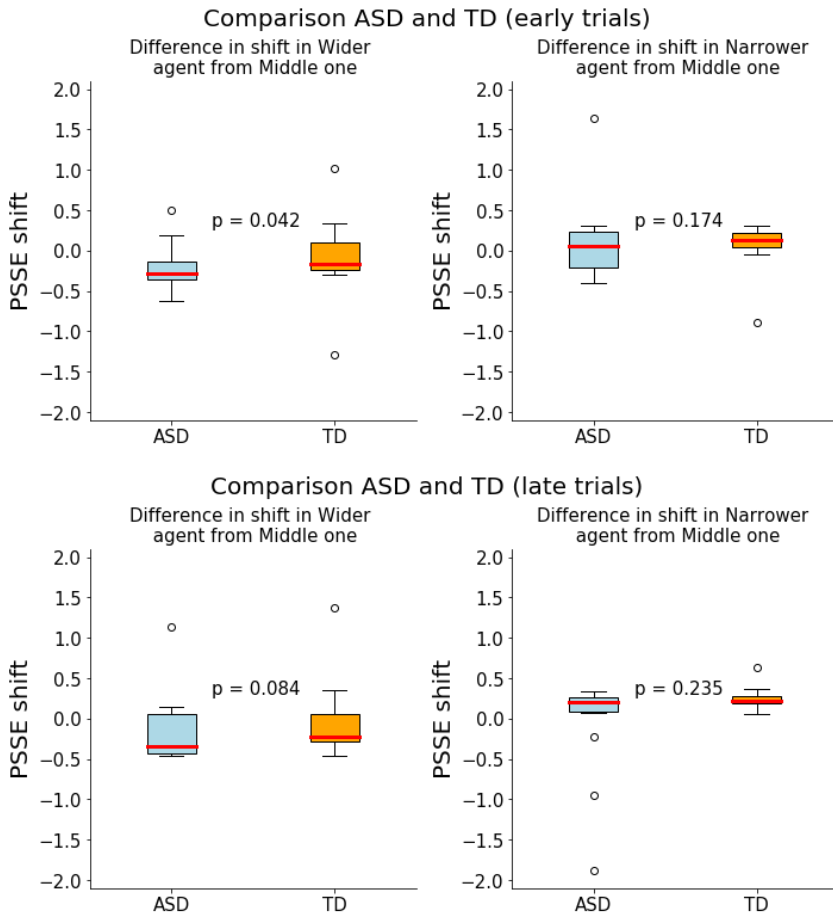 Comparison ASD and TD (early trials)
Difference in shift in Wider
agent from Middle one
PSSE shift
2.0
1.5
1.0
0.5
0.0
−0.5
−1.0
−1.5
−2.0
p = 0.042
ASD
TD
Difference in shift in Narrower
agent from Middle one
PSSE shift
2.0
1.5
1.0
0.5
0.0
−0.5
−1.0
−1.5
−2.0
p = 0.174
ASD
TD
Comparison ASD and TD (late trials)
Difference in shift in Wider
agent from Middle one
PSSE shift
2.0
1.5
1.0
0.5
0.0
−0.5
−1.0
−1.5
−2.0
p = 0.084
ASD
TD
Difference in shift in Narrower
agent from Middle one
PSSE shift
2.0
1.5
1.0
0.5
0.0
−0.5
−1.0
−1.5
−2.0
p = 0.235
ASD
TD